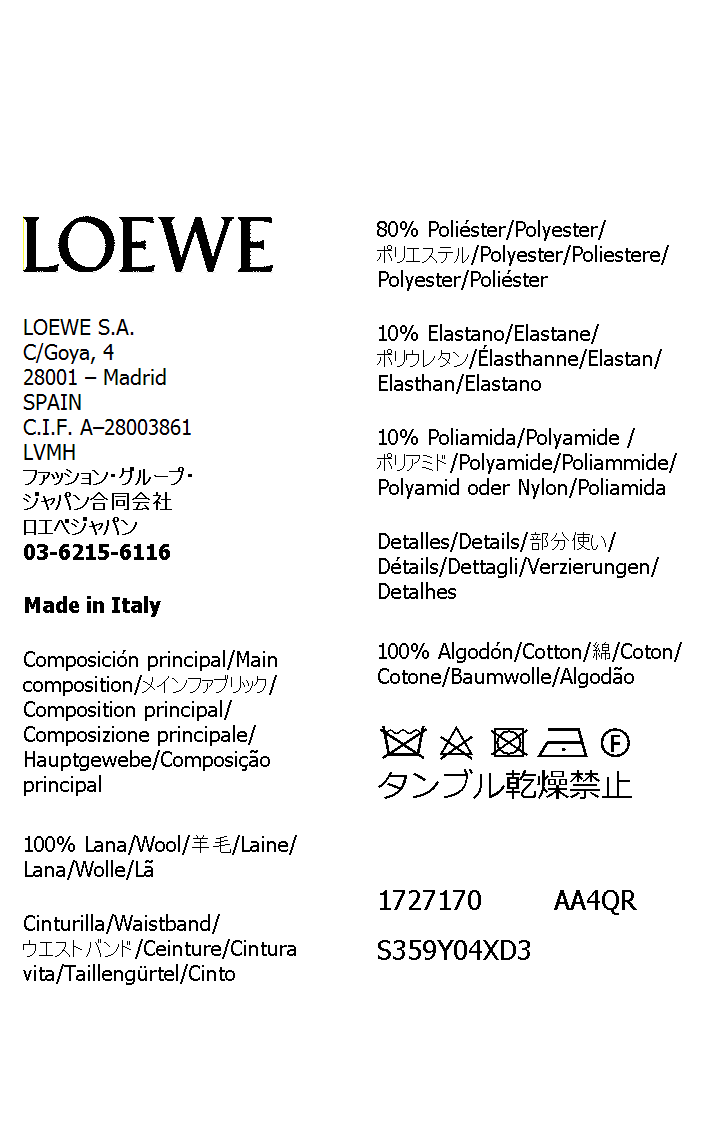 LOEWE
LOEWE S.A.
C/Goya, 4
28001 – Madrid
SPAIN
C.I.F. A–28003861
LVMH
ファッション・グループ・
ジャパン合同会社
ロエベジャパン
03-6215-6116
Made in Italy
Composición principal/Main
composition/メインファブリック/
Composition principal/
Composizione principale/
Hauptgewebe/Composição
principal
100% Lana/Wool/羊毛/Laine/
Lana/Wolle/Lã
Cinturilla/Waistband/
ウエストバンド/Ceinture/Cintura
vita/Taillengürtel/Cinto
80% Poliéster/Polyester/
ポリエステル/Polyester/Poliestere/
Polyester/Poliéster
10% Elastano/Elastane/
ポリウレタン/Élasthanne/Elastan/
Elasthan/Elastano
10% Poliamida/Polyamide /
ポリアミド/Polyamide/Poliammide/
Polyamid oder Nylon/Poliamida
Detalles/Details/部分使い/
Détails/Dettagli/Verzierungen/
Detalhes
100% Algodón/Cotton/綿/Coton/
Cotone/Baumwolle/Algodão
F
タンブル乾燥禁止
1727170 AA4QR
S359Y04XD3